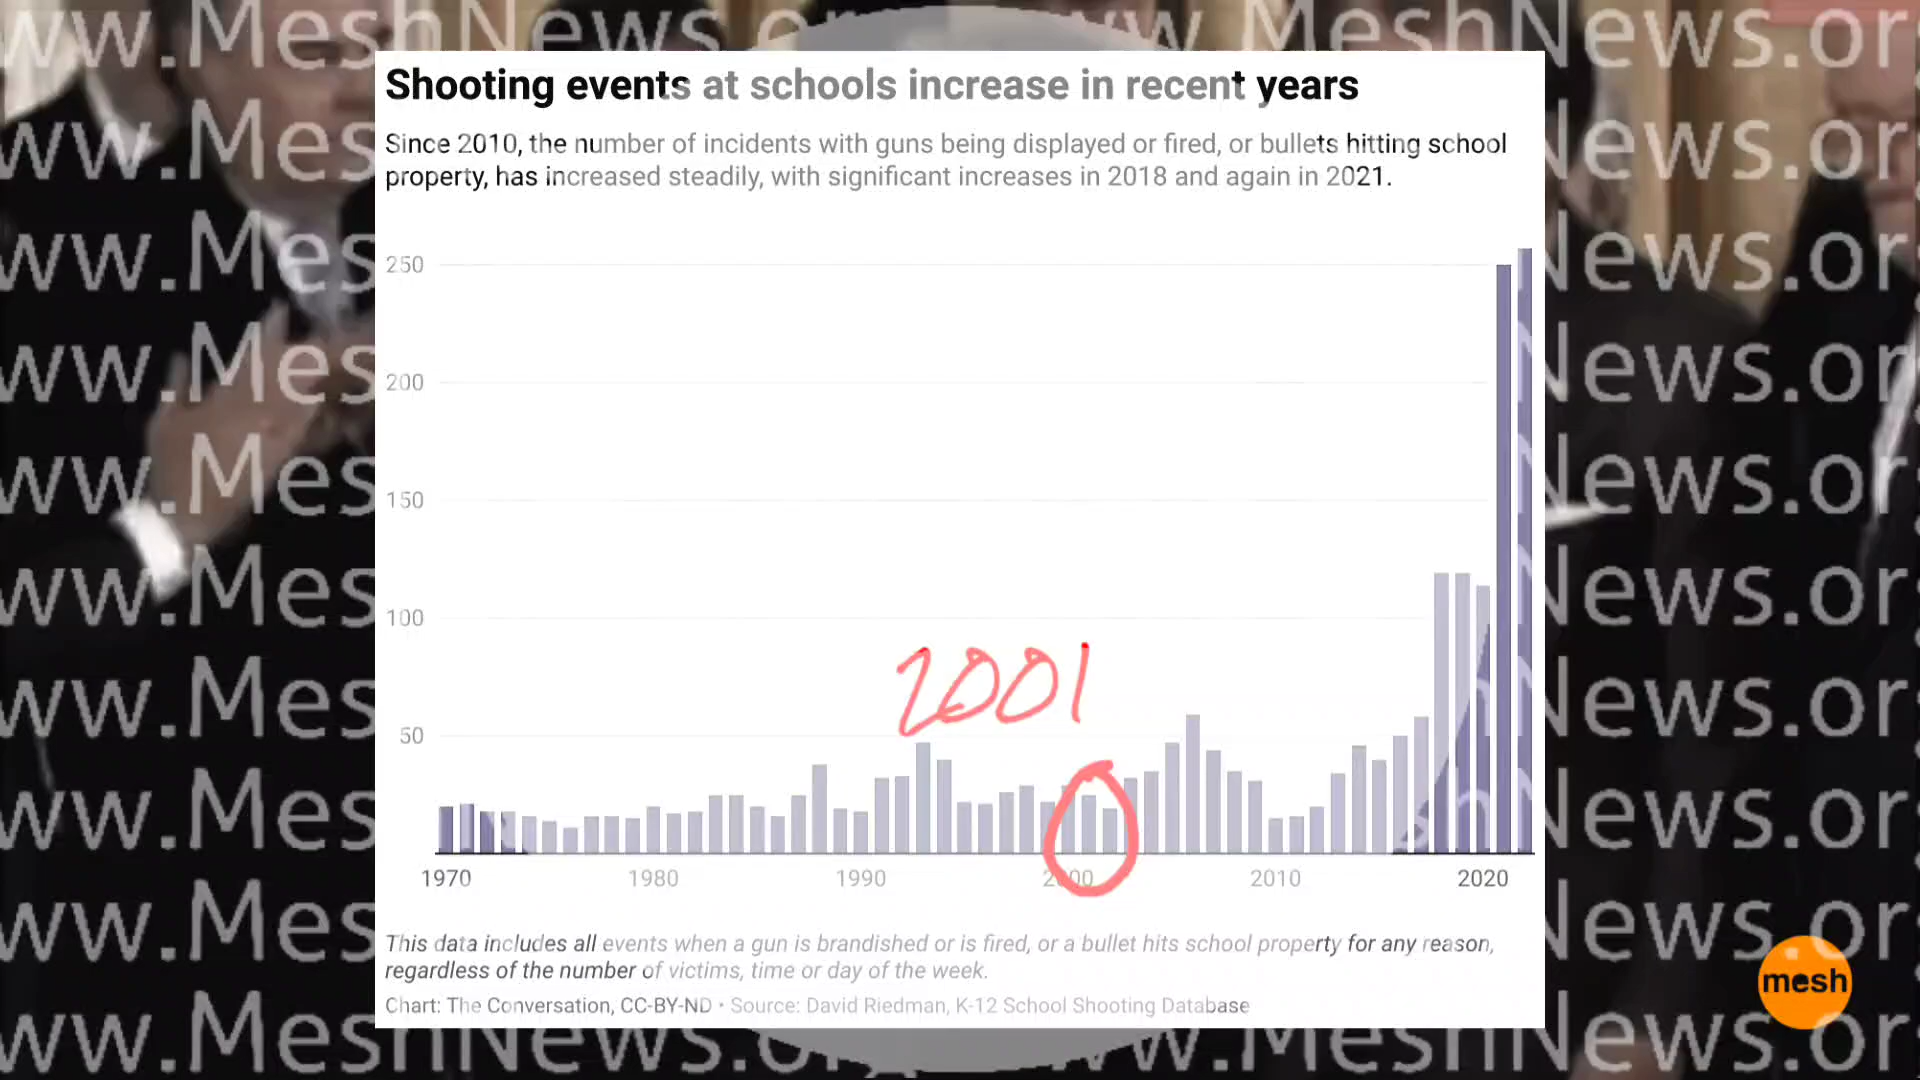 www.MeshNews.org
Shooting events at schools increase in recent years
Since 2010, the number of incidents with guns being displayed or fired, or bullets hitting school
property, has increased steadily, with significant increases in 2018 and again in 2021.
250
200
150
100
2001
50
1970 1980 1990 2000 2010 2020
This data includes all events when a gun is brandished or is fired, or a bullet hits school property for any reason,
regardless of the number of victims, time or day of the week.
Chart: The Conversation, CC-BY-ND • Source: David Riedman, K-12 School Shooting Database
mesh